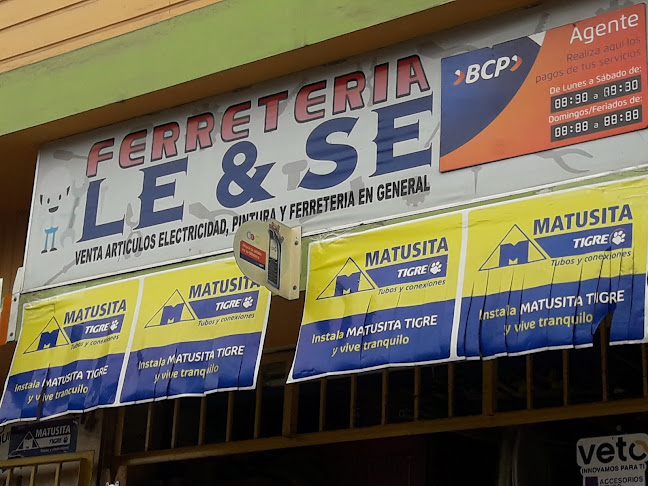 FERRETERIA
LE & SE
VENTA ARTICULOS ELECTRICIDAD, PINTURA Y FERRETERIA EN GENERAL
BCP
Agente
Realiza aquí los
pagos de tus servicios
De Lunes a Sábado de:
08:30 a 18:30
Domingos/Feriados de:
88:88 a 88:88
MATUSITA
TIGRE
Tubos y conexiones
Instala MATUSITA TIGRE
y vive tranquilo
MATUSITA
TIGRE
Tubos y conexiones
Instala MATUSITA TIGRE
y vive tranquilo
MATUSITA
TIGRE
Tubos y conexiones
Instala MATUSITA TIGRE
y vive tranquilo
MATUSITA
TIGRE
Tubos y conexiones
Instala MATUSITA TIGRE
y vive tranquilo
MATUSITA
TIGRE
veto
INNOVAMOS PARA TI
ACCESORIOS